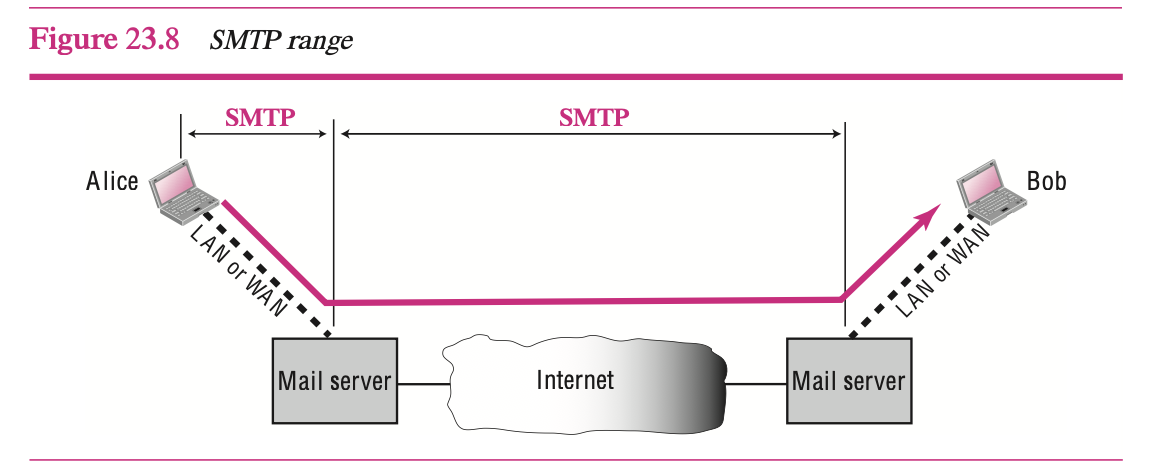 Figure 23.8 SMTP range
SMTP SMTP
Alice Bob
LAN or WAN LAN or WAN
Mail server Internet Mail server